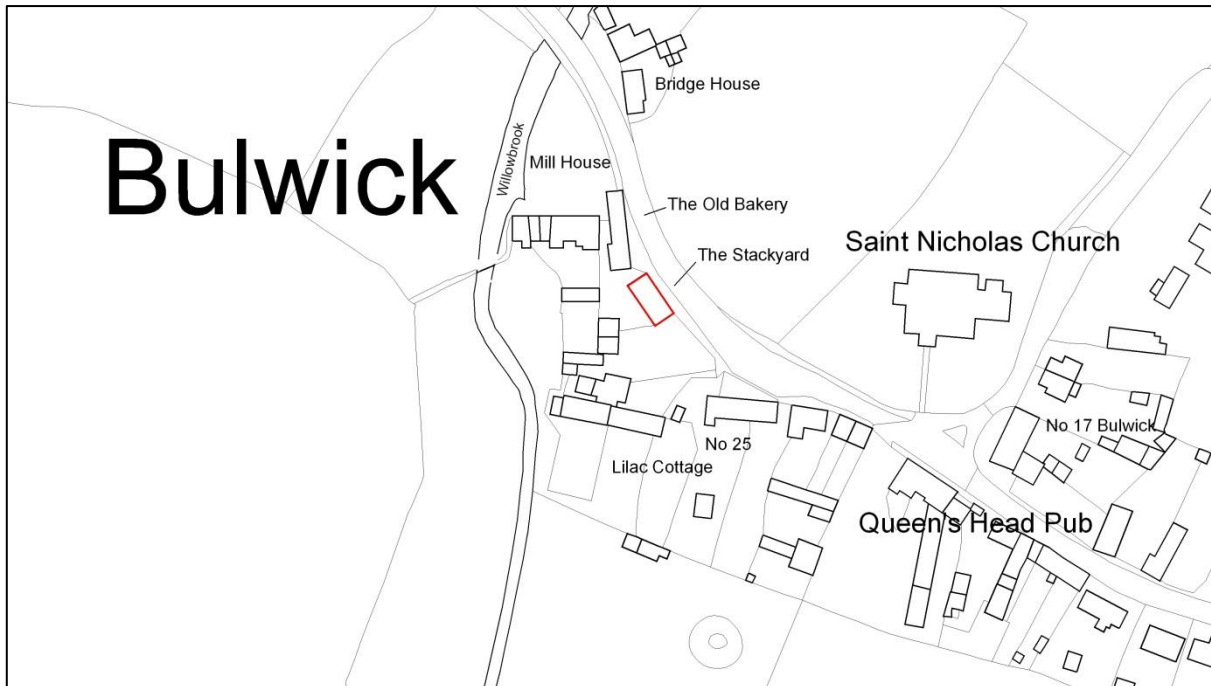 Bridge House
Bulwick
Willowbrook
Mill House
The Old Bakery
The Stackyard
Saint Nicholas Church
No 17 Bulwick
No 25
Lilac Cottage
Queen's Head Pub